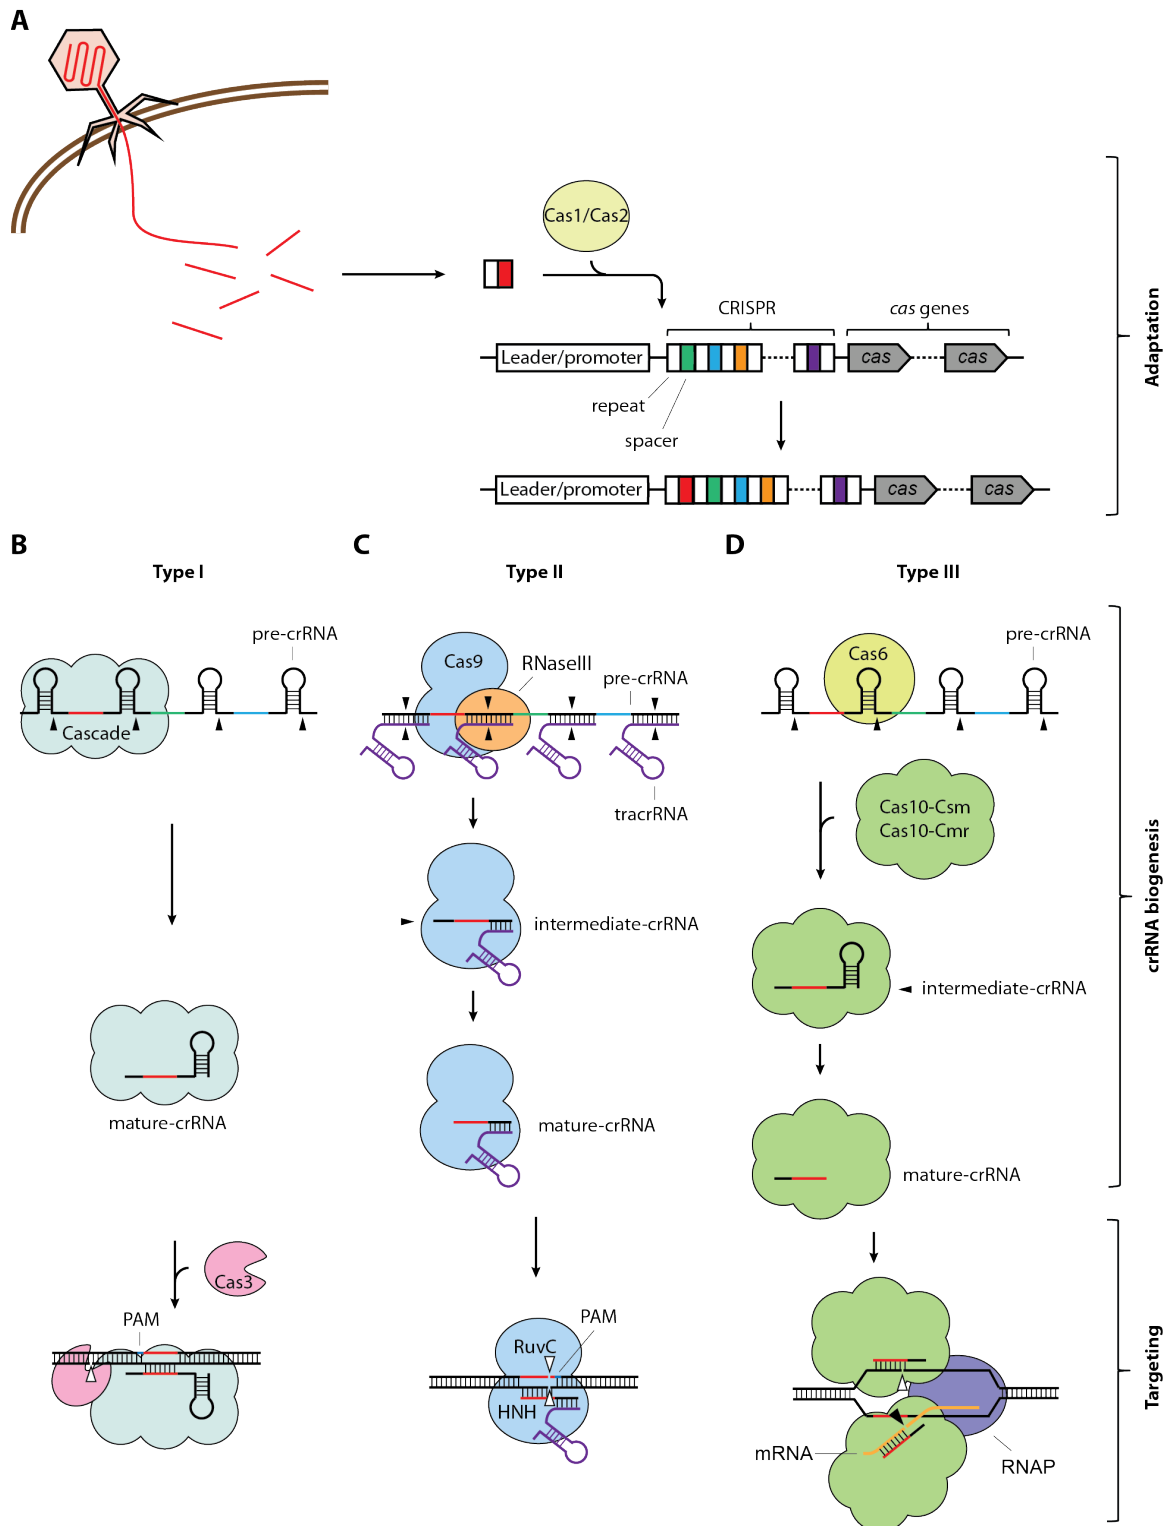 A
Cas1/Cas2
CRISPR
cas genes
Leader/promoter
cas
cas
repeat
spacer
Leader/promoter
cas
cas
Adaptation
B
C
D
Type I
Type II
Type III
pre-crRNA
Cascade
mature-crRNA
Cas3
PAM
Cas9
RNaseIII
pre-crRNA
tracrRNA
intermediate-crRNA
mature-crRNA
RuvC
PAM
HNH
Cas6
pre-crRNA
Cas10-Csm
Cas10-Cmr
intermediate-crRNA
mature-crRNA
mRNA
RNAP
crRNA biogenesis
Targeting